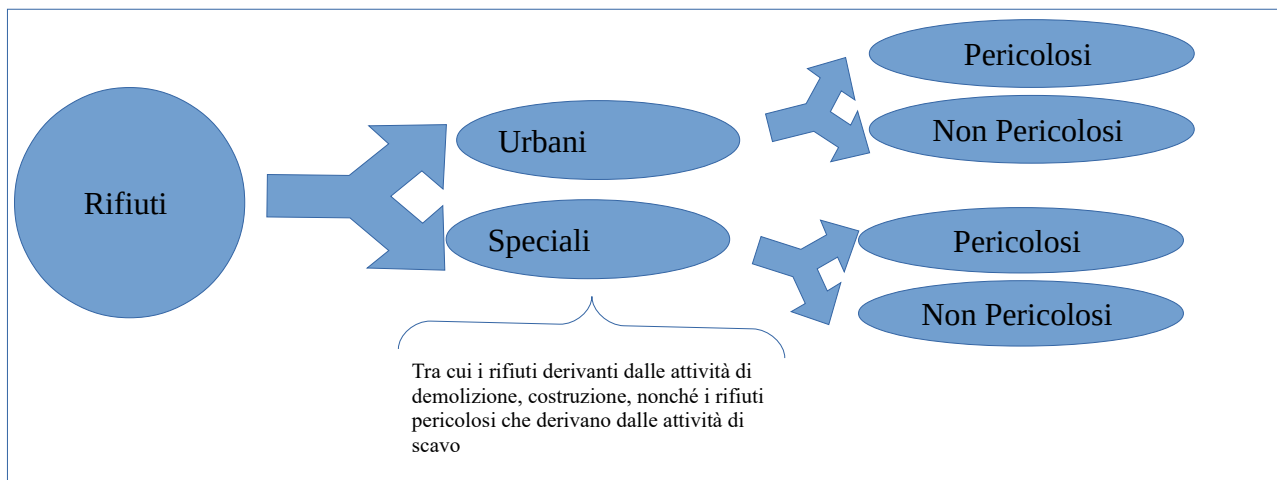 Rifiuti
Urbani
Speciali
Pericolosi
Non Pericolosi
Pericolosi
Non Pericolosi
Tra cui i rifiuti derivanti dalle attività di
demolizione, costruzione, nonché i rifiuti
pericolosi che derivano dalle attività di
scavo